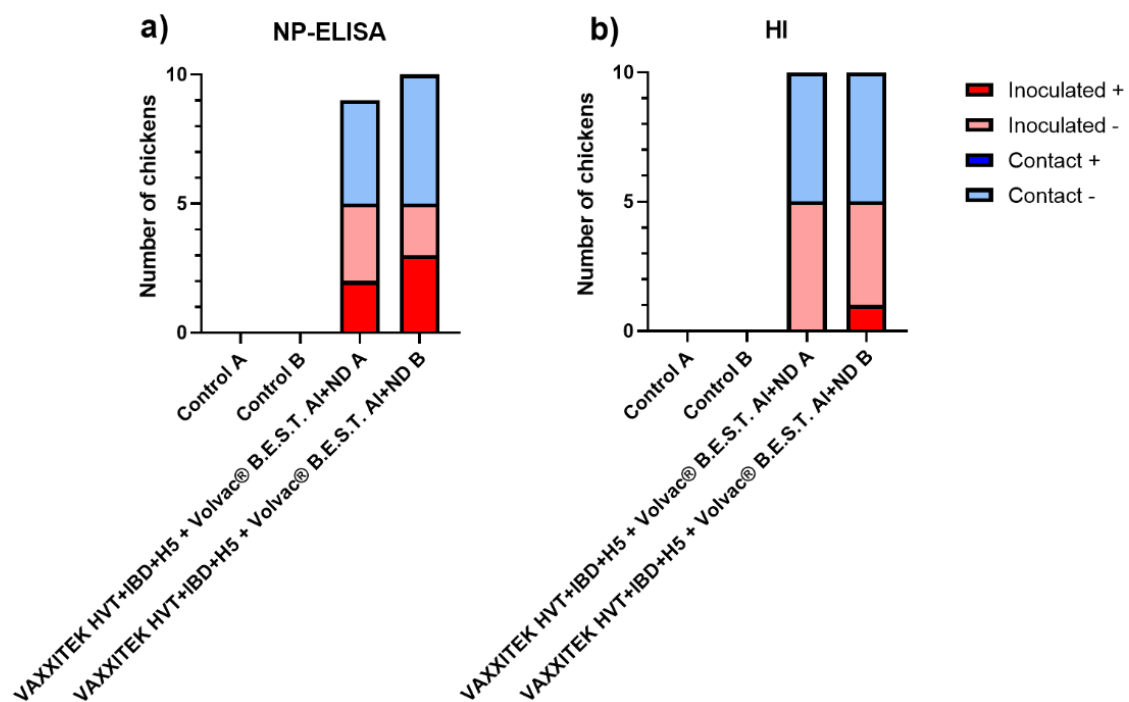 a) NP-ELISA
Number of chickens
10
5
0
Control A
Control B
VAXXITEK HVT+IBD+H5 + Volvac® B.E.S.T. AI+ND A
VAXXITEK HVT+IBD+H5 + Volvac® B.E.S.T. AI+ND B
b) HI
Number of chickens
10
5
0
Control A
Control B
VAXXITEK HVT+IBD+H5 + Volvac® B.E.S.T. AI+ND A
VAXXITEK HVT+IBD+H5 + Volvac® B.E.S.T. AI+ND B
Inoculated +
Inoculated -
Contact +
Contact -